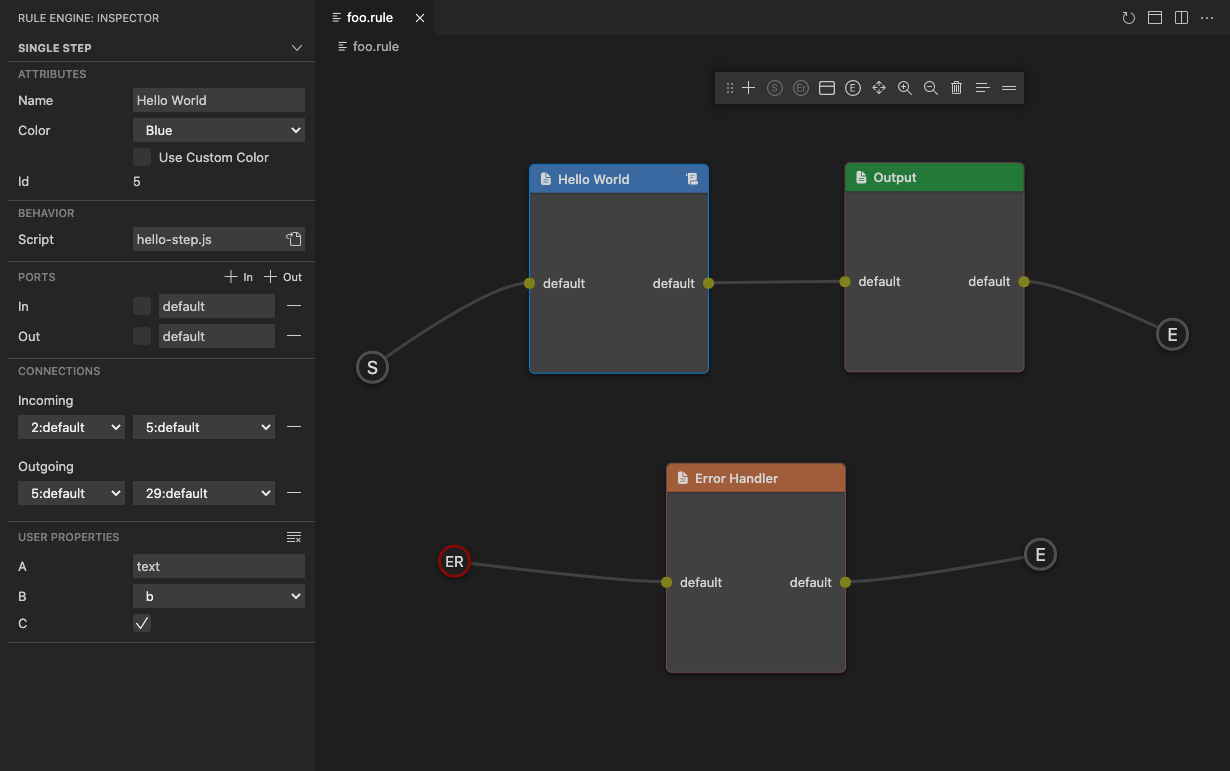 RULE ENGINE: INSPECTOR
SINGLE STEP
ATTRIBUTES
Name Hello World
Color Blue
Use Custom Color
Id 5
BEHAVIOR
Script hello-step.js
PORTS In Out
In default
Out default
CONNECTIONS
Incoming
2:default 5:default
Outgoing
5:default 29:default
USER PROPERTIES
A text
B b
C
foo.rule
foo.rule
S Er E
Hello World
default default
Output
default default
S
E
Error Handler
default default
ER
E